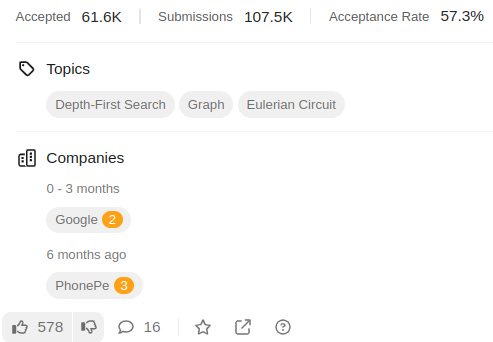 Accepted 61.6K Submissions 107.5K Acceptance Rate 57.3%
Topics
Depth-First Search Graph Eulerian Circuit
Companies
0 - 3 months
Google 2
6 months ago
PhonePe 3
578 16